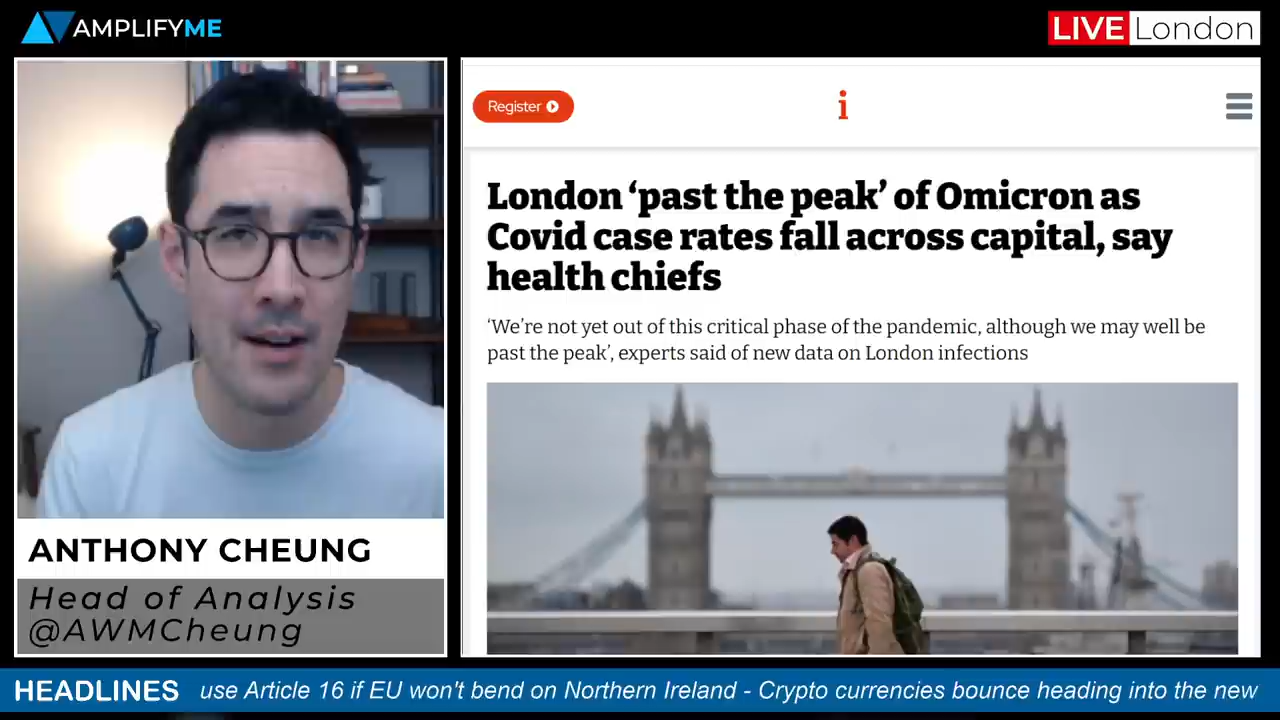 AMPLIFYME
LIVE London
Register
i
London ‘past the peak’ of Omicron as
Covid case rates fall across capital, say
health chiefs
‘We’re not yet out of this critical phase of the pandemic, although we may well be
past the peak’, experts said of new data on London infections
ANTHONY CHEUNG
Head of Analysis
@AWMCheung
HEADLINES use Article 16 if EU won't bend on Northern Ireland - Crypto currencies bounce heading into the new